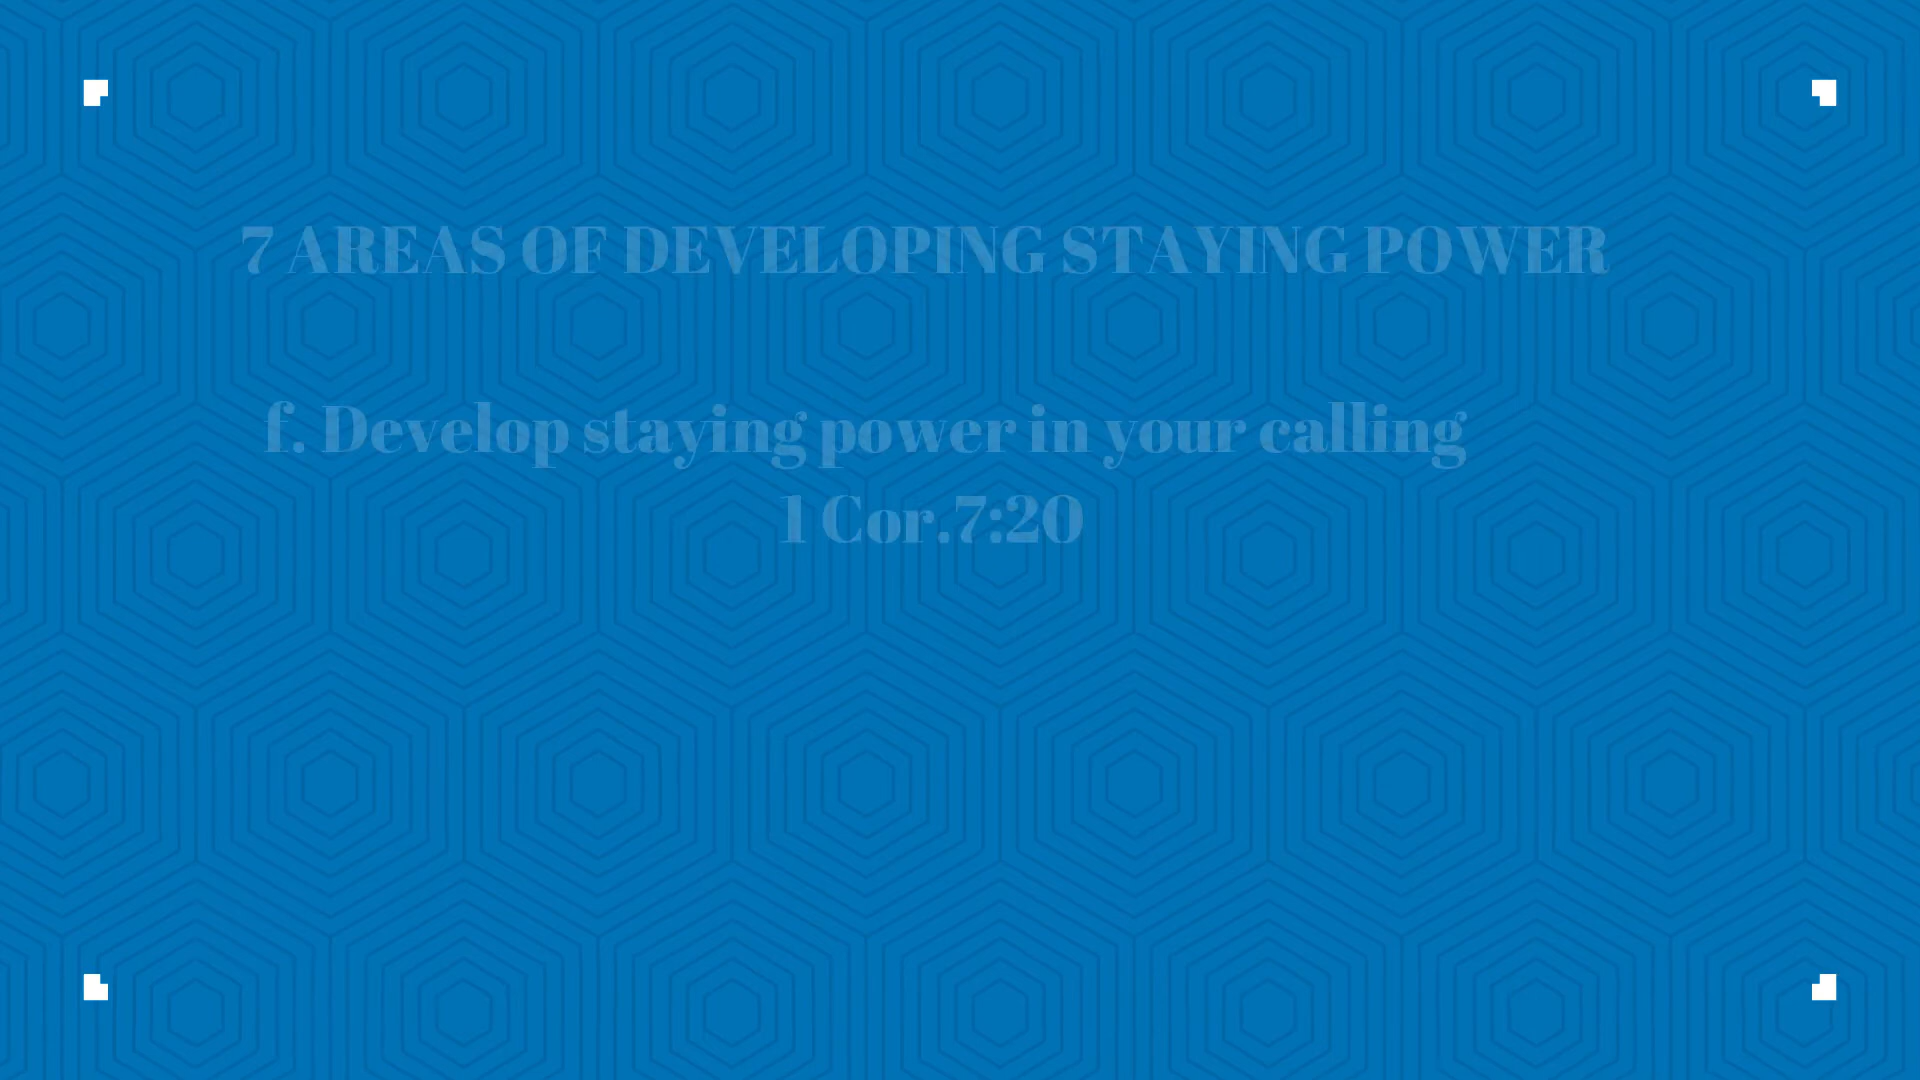 7 AREAS OF DEVELOPING STAYING POWER
f. Develop staying power in your calling
1 Cor.7:20